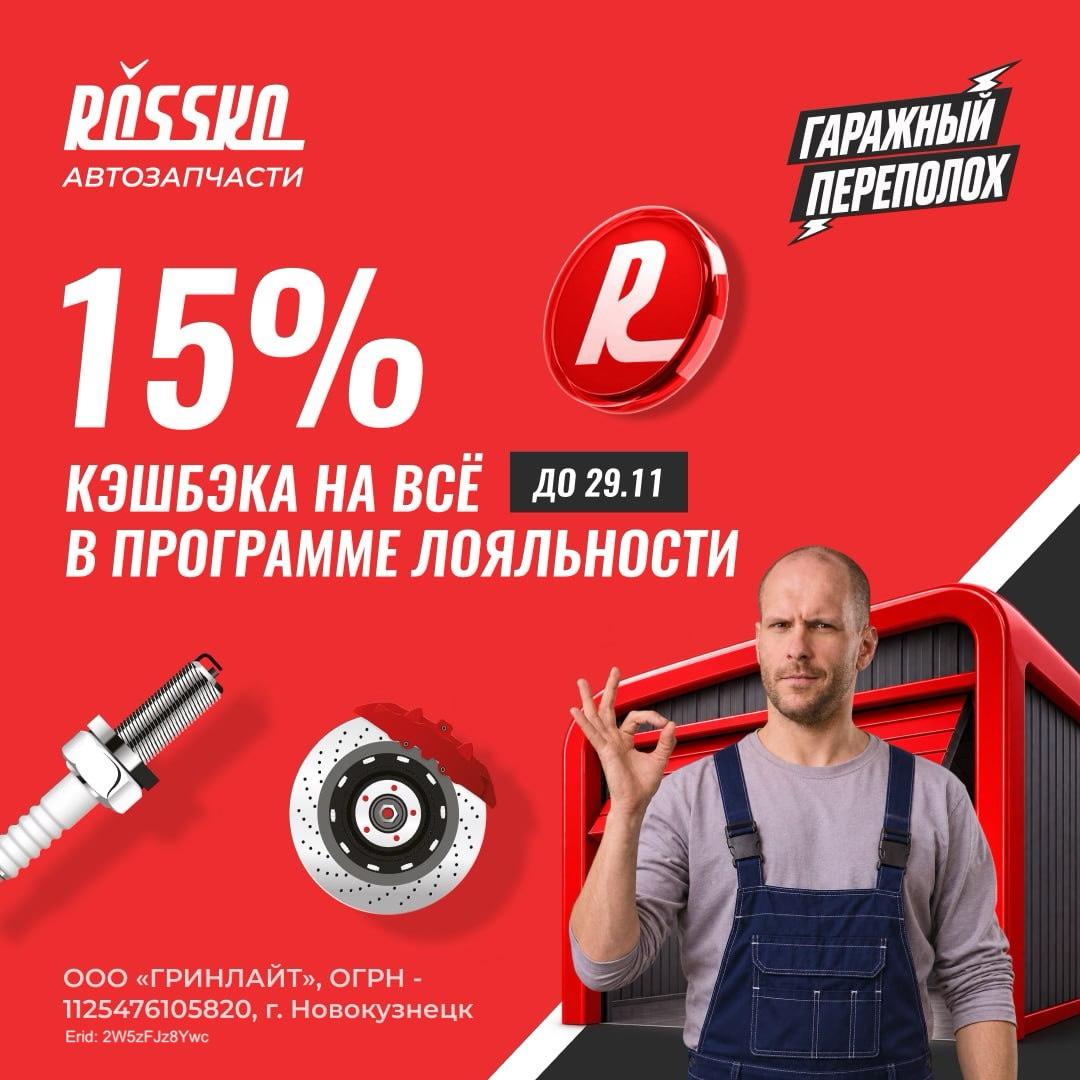 ROSSKO
АВТОЗАПЧАСТИ
ГАРАЖНЫЙ
ПЕРЕПОЛОХ
R
15%
КЭШБЭКА НА ВСЁ
ДО 29.11
В ПРОГРАММЕ ЛОЯЛЬНОСТИ
ООО «ГРИНЛАЙТ», ОГРН -
1125476105820, г. Новокузнецк
Erid: 2W5zFJz8Ywc